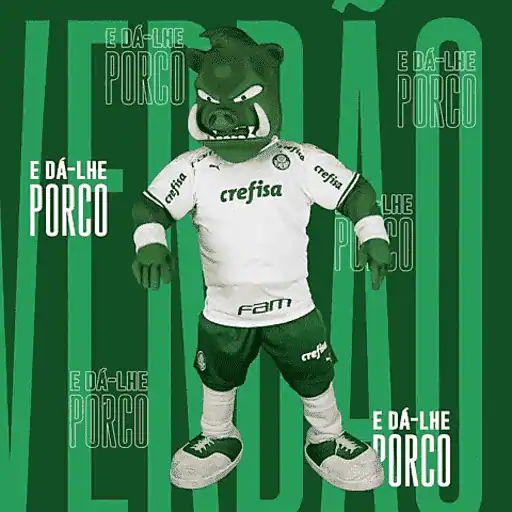 VERDÃO
E DÁ-LHE
PORCO
E DÁ-LHE
PORCO
E DÁ-LHE
PORCO
crefisa
crefisa
crefisa
Á-LHE
PORCO
FAM
crefisa
E DÁ-LHE
PORCO
E DÁ-LHE
PORCO